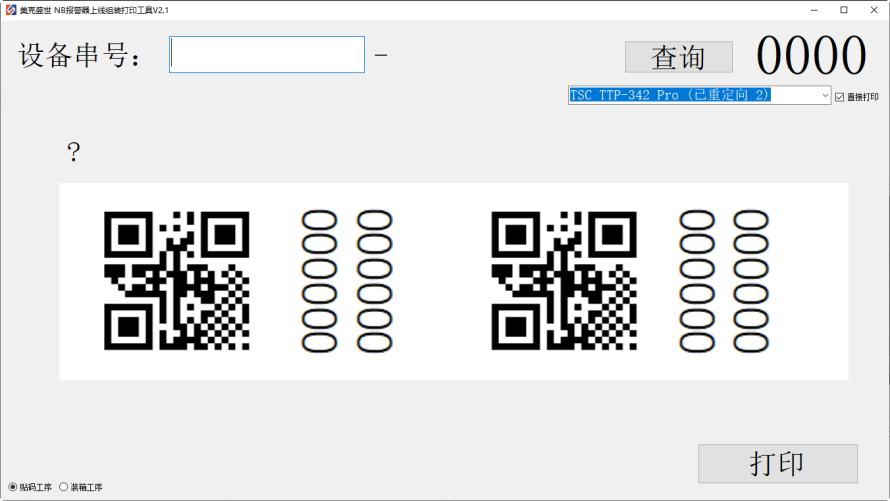 美克盛世 NB报警器上线组装打印工具V2.1
设备串号： —
查询
0000
TSC TTP-342 Pro (已重定向 2)
直接打印
?
000000
000000
000000
000000
打印
贴码工序
装箱工序